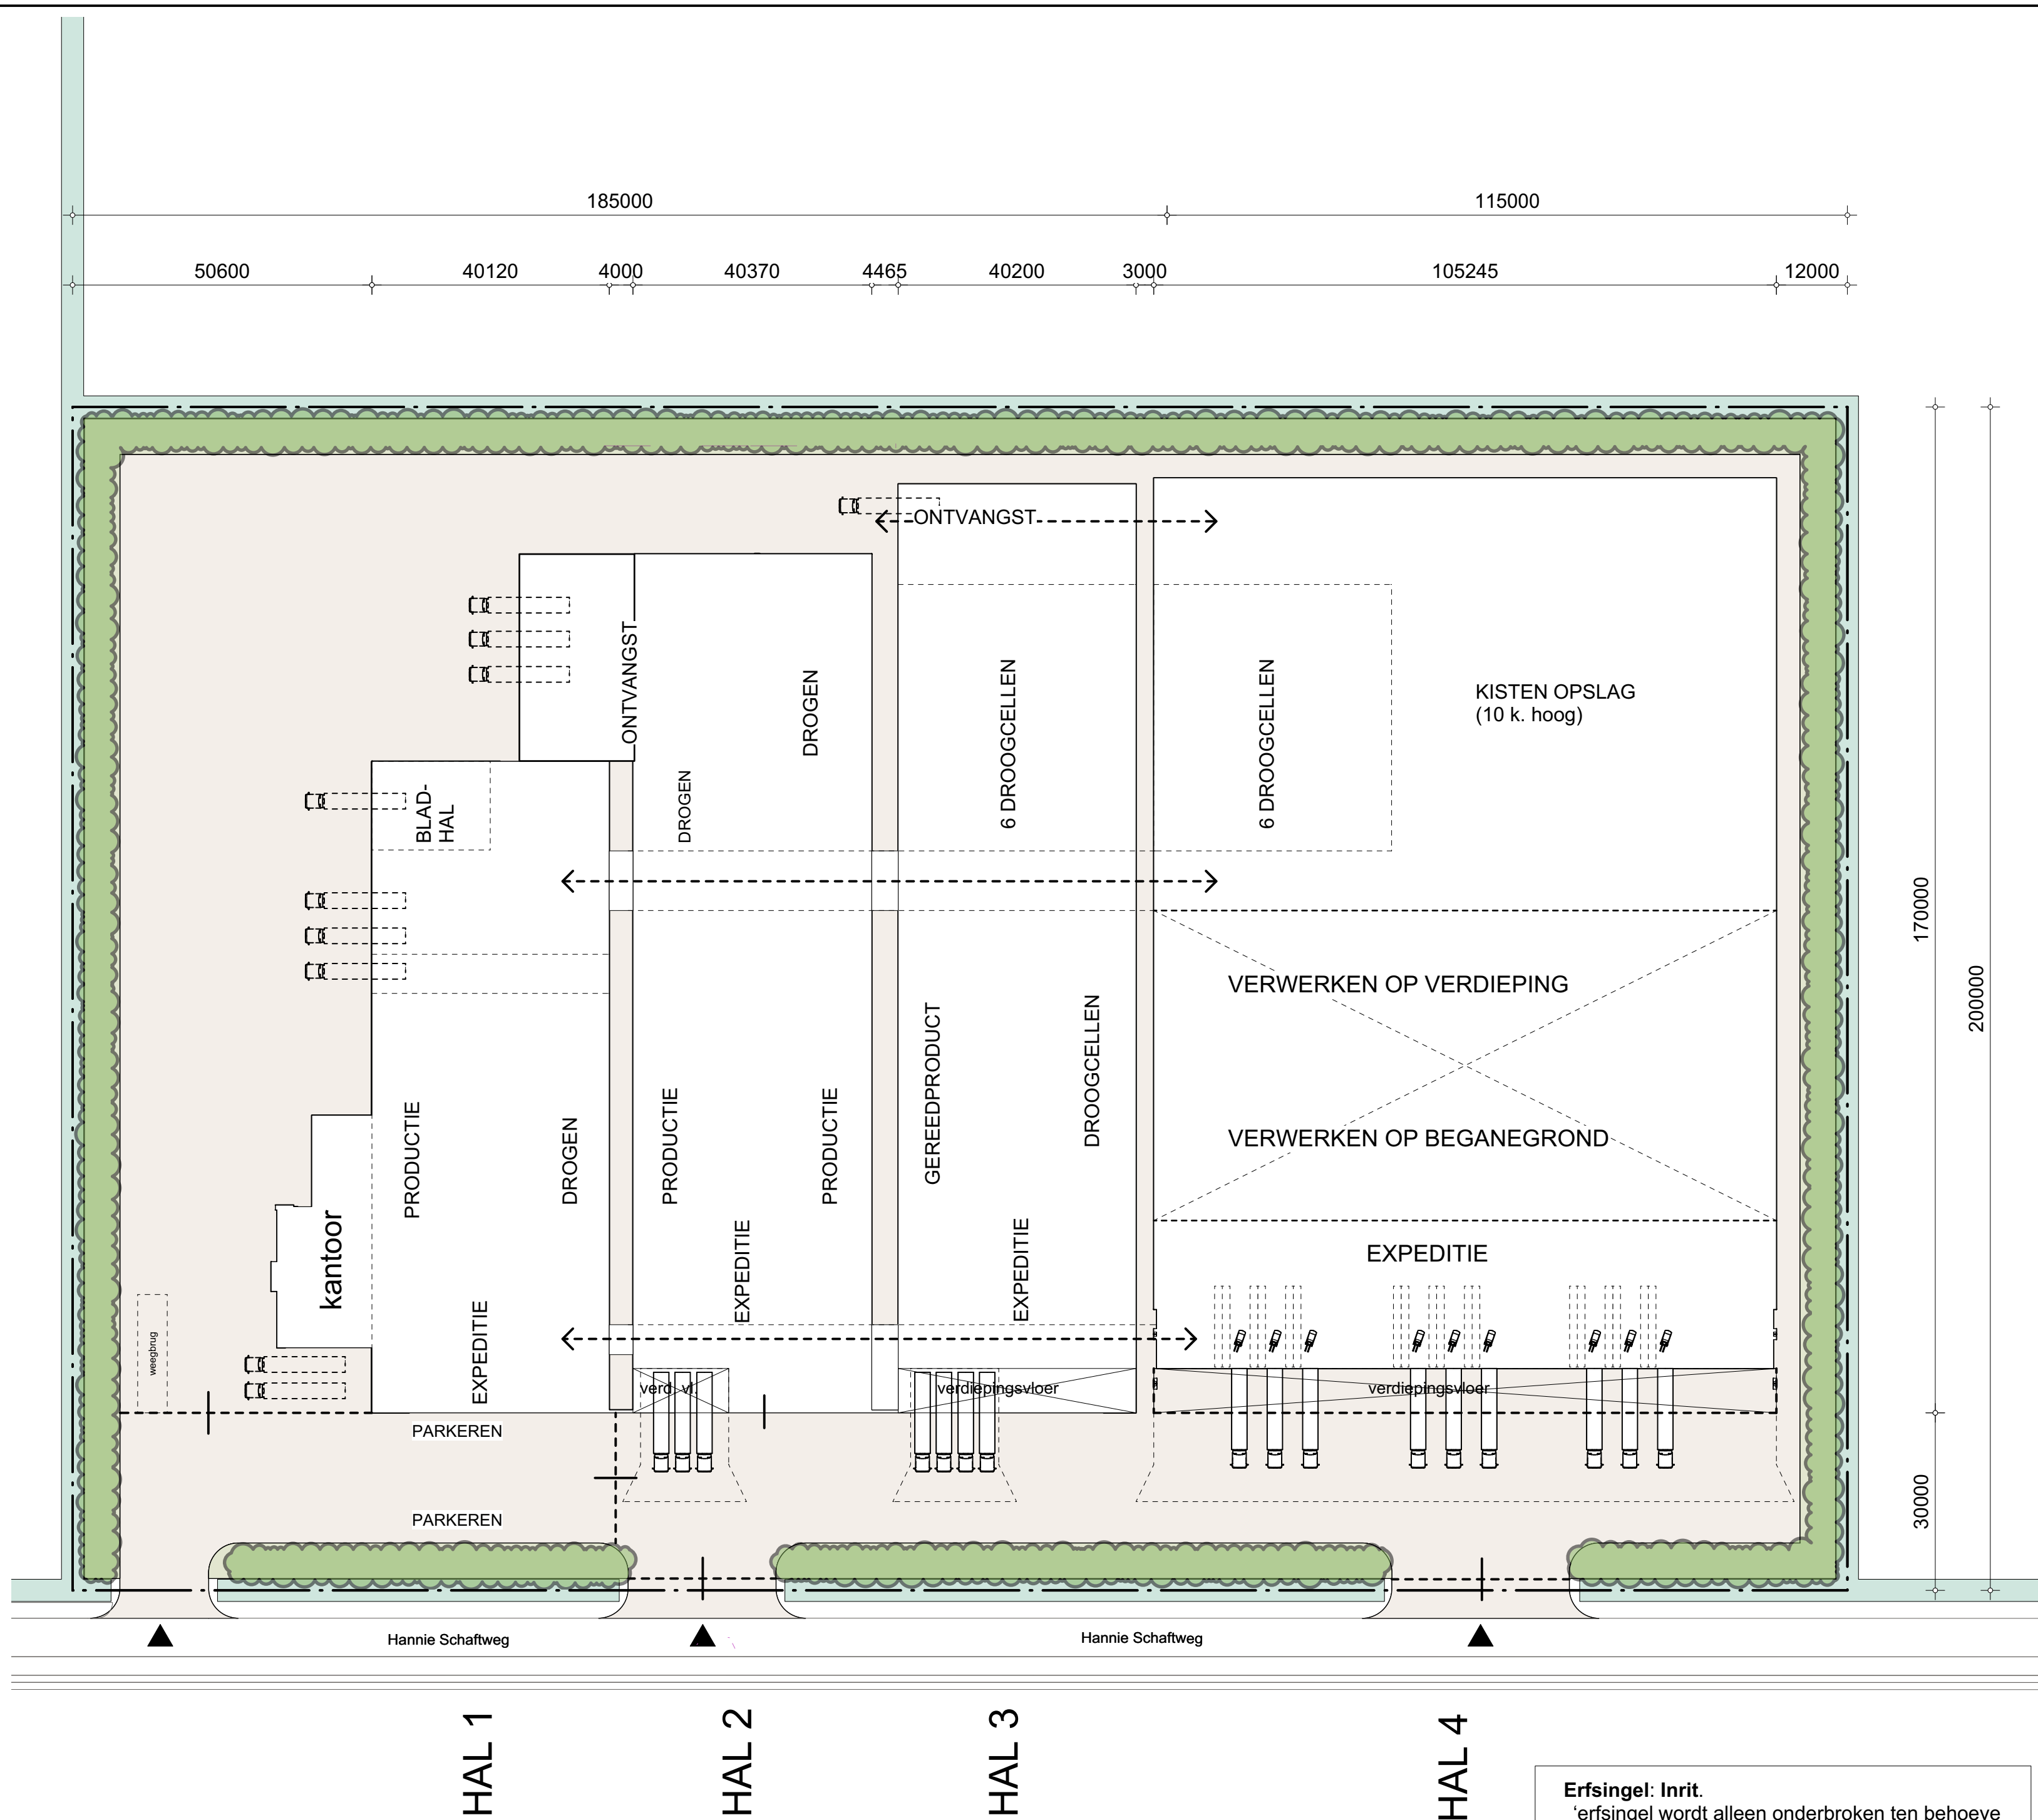 185000
115000
50600
40120
4000
40370
4465
40200
3000
105245
12000
ONTVANGST
ONTVANGST
DROGEN
DROGEN
6 DROOGCELLEN
6 DROOGCELLEN
KISTEN OPSLAG
(10 k. hoog)
BLAD-
HAL
170000
200000
VERWERKEN OP VERDIEPING
VERWERKEN OP BEGANEGROND
PRODUCTIE
DROGEN
PRODUCTIE
PRODUCTIE
GEREEDPRODUCT
DROOGCELLEN
kantoor
EXPEDITIE
EXPEDITIE
EXPEDITIE
EXPEDITIE
weegbrug
verd. vl.
verdiepingsvloer
verdiepingsvloer
PARKEREN
PARKEREN
30000
Hannie Schaftweg
Hannie Schaftweg
HAL 1
HAL 2
HAL 3
HAL 4
Erfsingel: Inrit.
‘erfsingel wordt alleen onderbroken ten behoeve